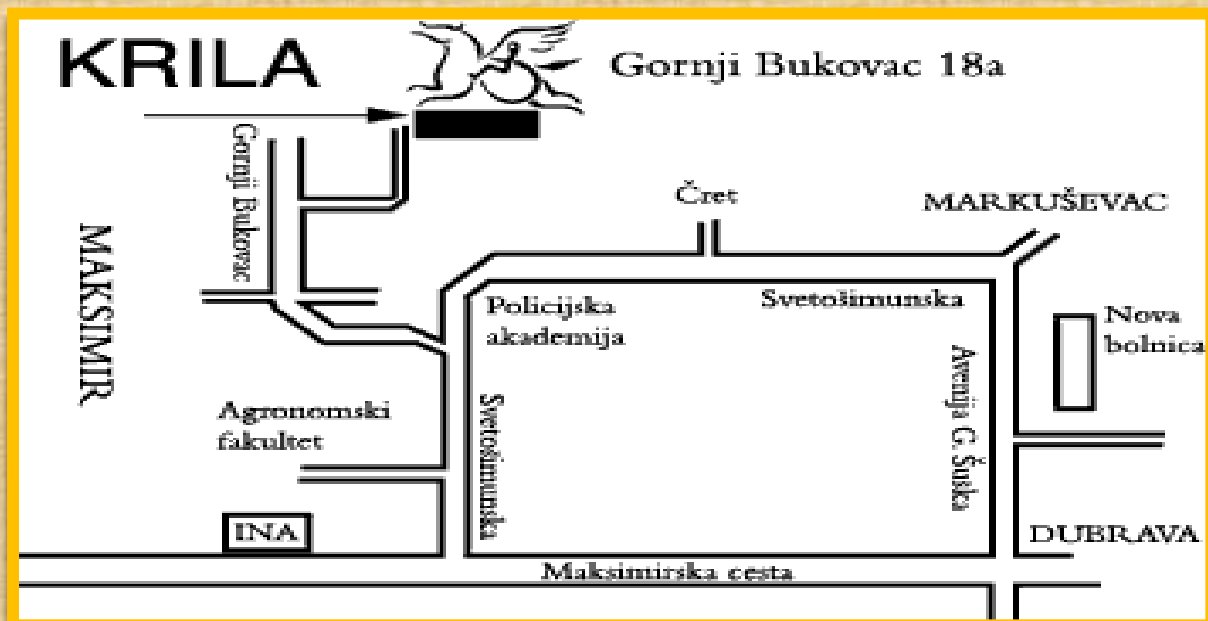 KRILA
Gornji Bukovac 18a
Gornji Bukovac
Čret
MARKUŠEVAC
MAKSIMIR
Policijska
akademija
Svetošimunska
Nova
bolnica
Avenija G. Šuška
Agronomski
fakultet
Svetošimunska
INA
DUBRAVA
Maksimirska cesta